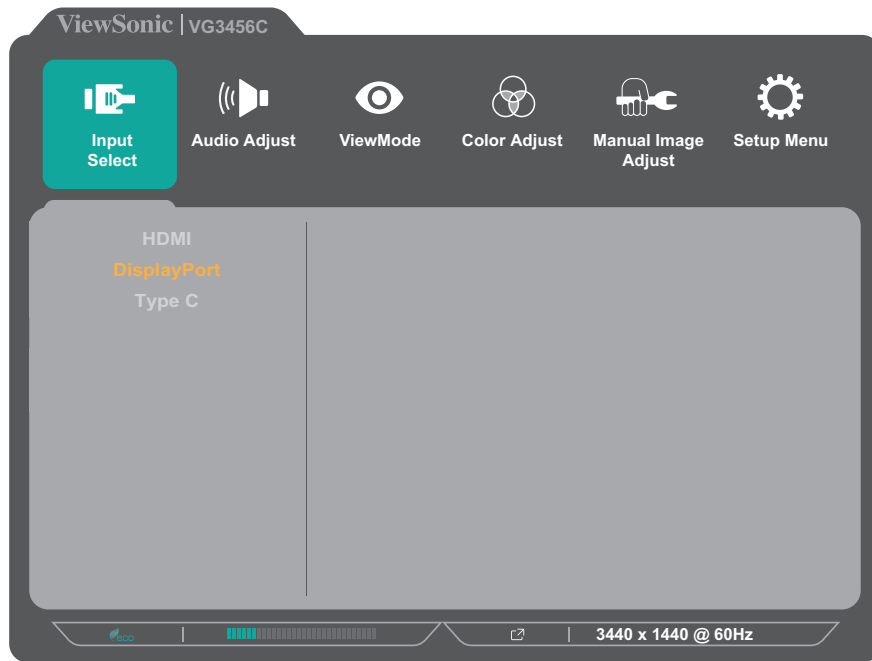 ViewSonic | VG3456C
Input
Select
Audio Adjust
ViewMode
Color Adjust
Manual Image
Adjust
Setup Menu
HDMI
DisplayPort
Type C
eco
3440 x 1440 @ 60Hz